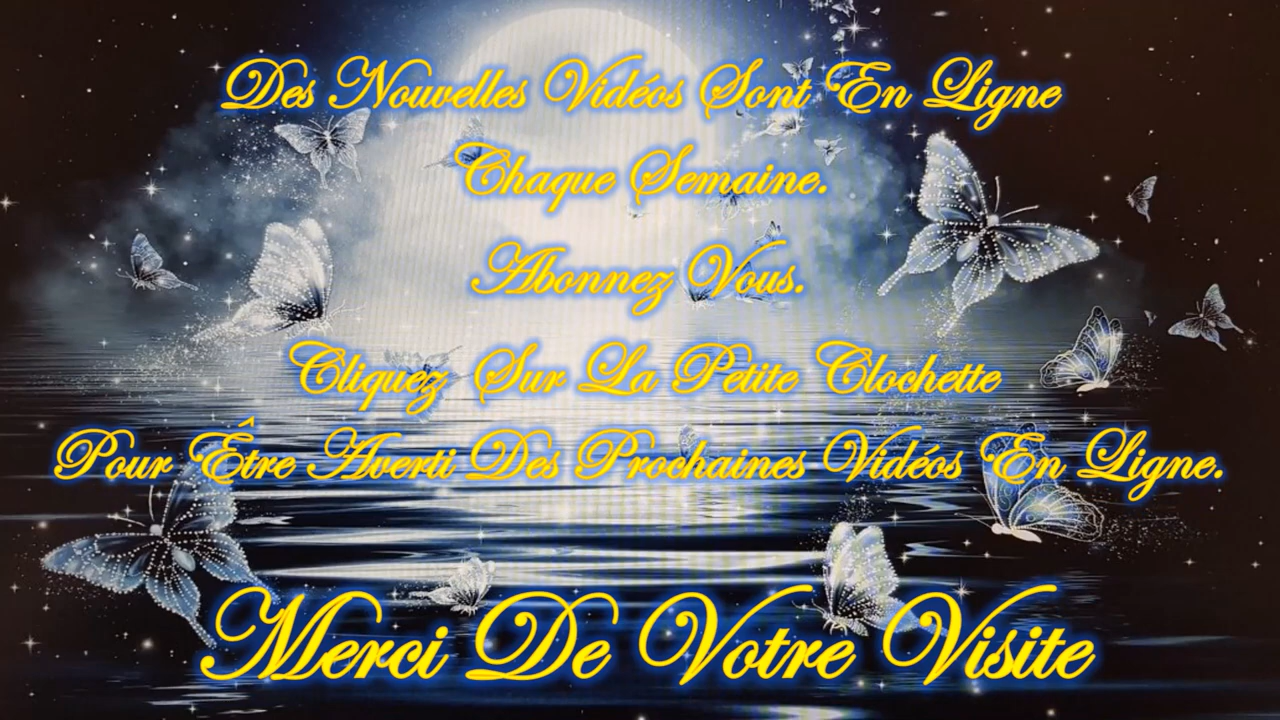 Des Nouvelles Vidéos Sont En Ligne
Chaque Semaine.
Abonnez Vous.
Cliquez Sur La Petite Clochette
Pour Être Averti Des Prochaines Vidéos En Ligne.
Merci De Votre Visite